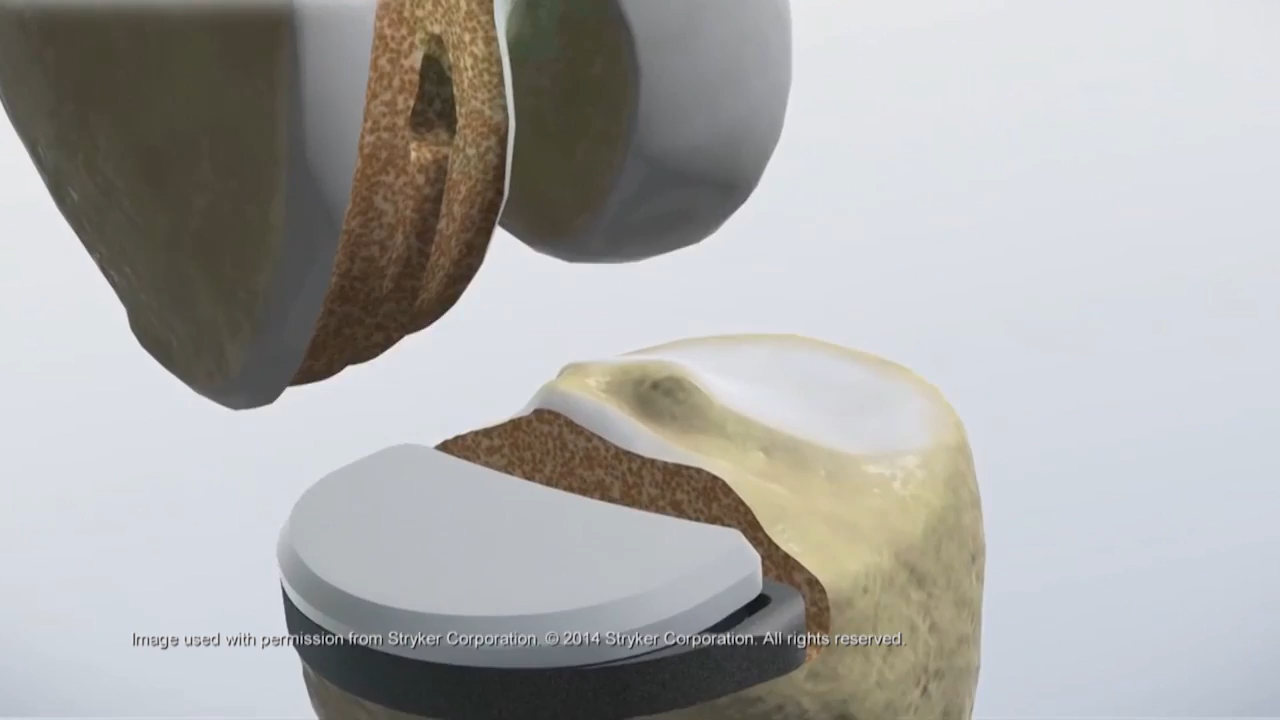 Image used with permission from Stryker Corporation. © 2014 Stryker Corporation. All rights reserved.